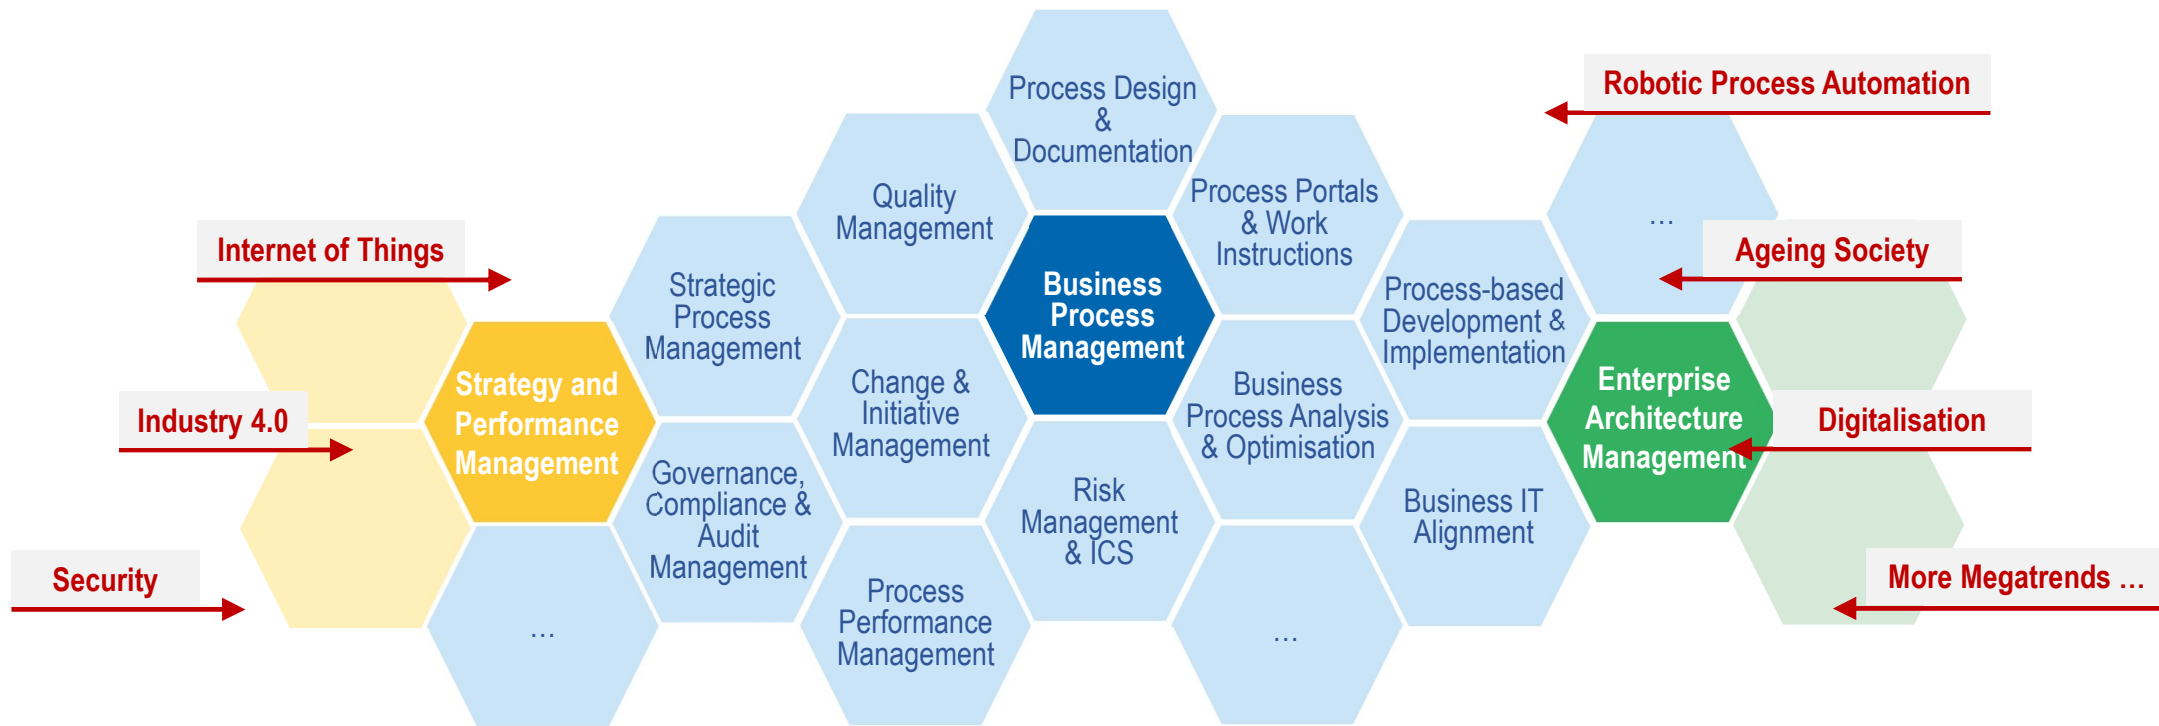 Process Design
&
Documentation
Robotic Process Automation
Quality
Management
Process Portals
& Work
Instructions
...
Internet of Things
Ageing Society
Strategic
Process
Management
Business
Process
Management
Process-based
Development &
Implementation
Strategy and
Performance
Management
Change &
Initiative
Management
Business
Process Analysis
& Optimisation
Enterprise
Architecture
Management
Industry 4.0
Digitalisation
Governance,
Compliance &
Audit
Management
Risk
Management
& ICS
Business IT
Alignment
Security
More Megatrends ...
...
Process
Performance
Management
...